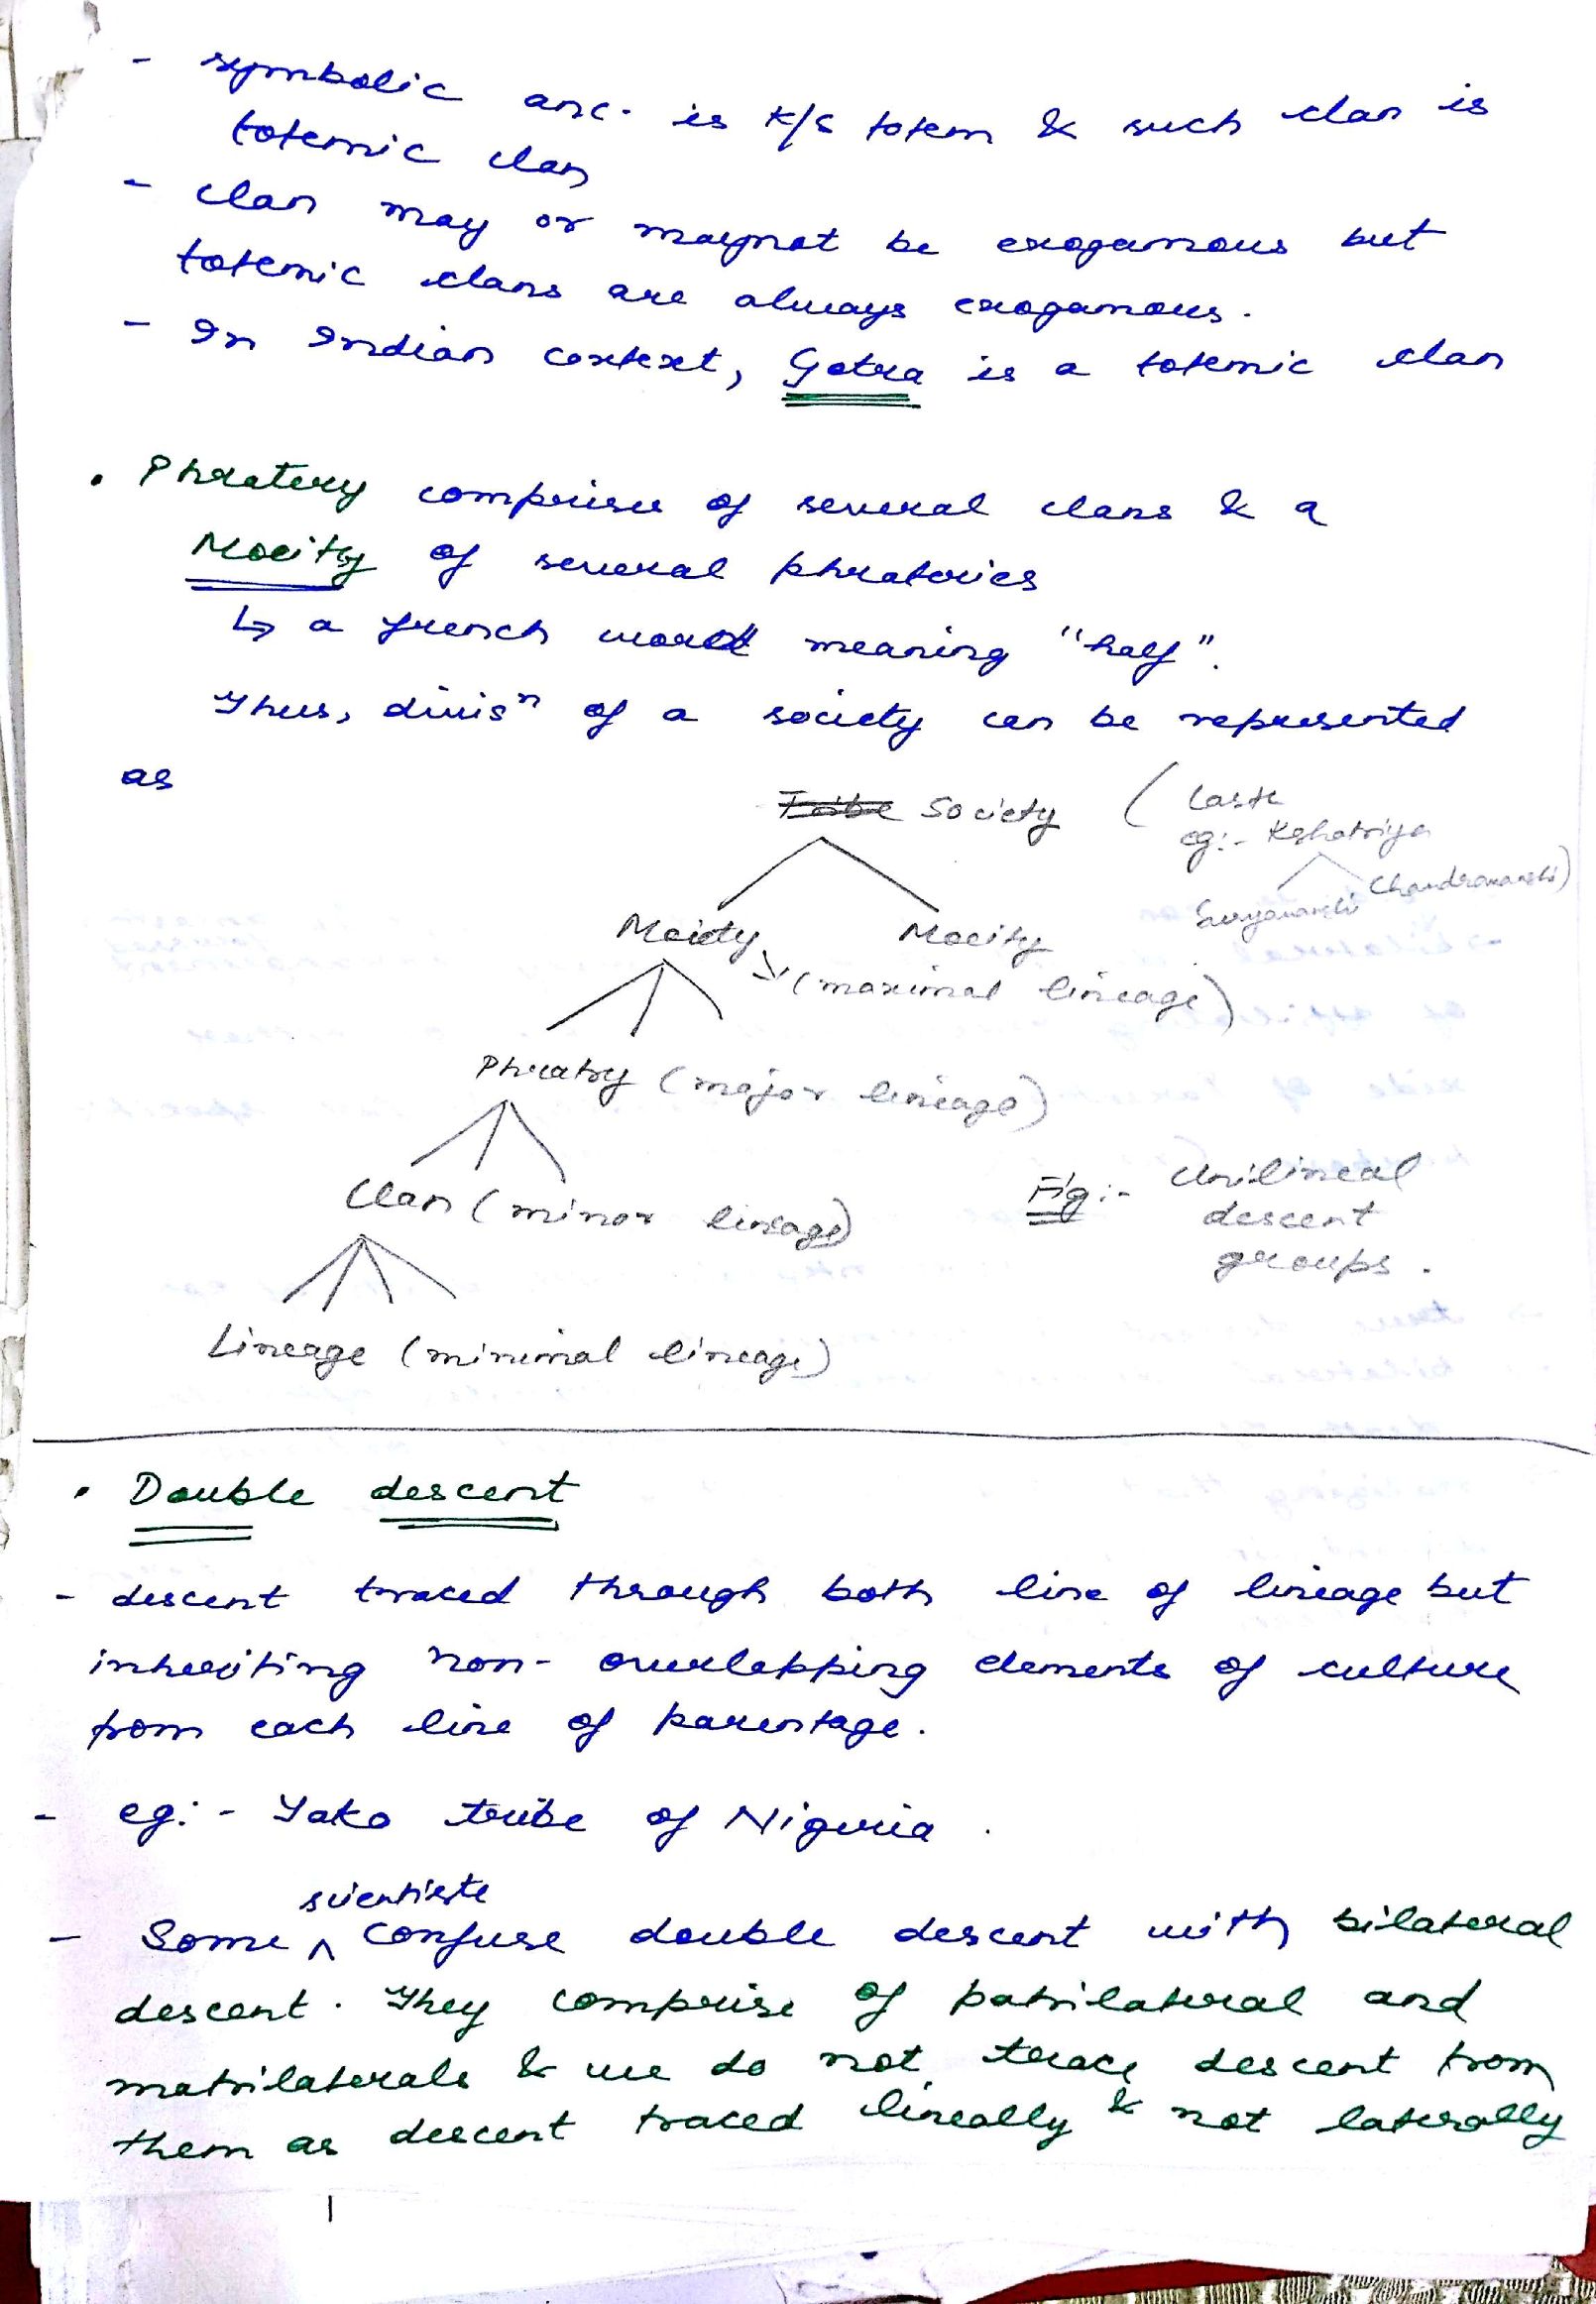 - symbolic anc. is k/s totem & such clan is
totemic clan
- clan may or maynot be exogamous but
totemic clans are always exogamous.
- In Indian context, Gotra is a totemic clan
. Phratery comprises of several clans & a
Moeity of several phrateries
↳ a french word meaning "half".
Thus, divisⁿ of a society can be represented
as
Tribe Society ( Caste
eg:- Kshatriya
Suryavanshi Chandravanshi)
Moiety Moeity
(maximal lineage)
Phratry (major lineage)
Clan (minor lineage)
Fig:- Unilineal
descent
groups.
Lineage (minimal lineage)
. Double descent
- descent traced through both line of lineage but
inheriting non-overlapping elements of culture
from each line of parentage.
- eg:- Yako tribe of Nigeria.
scientists
- Some ^ confuse double descent with bilateral
descent. They comprise of patrilateral and
matrilaterals & we do not trace descent from
them as descent traced lineally & not laterally